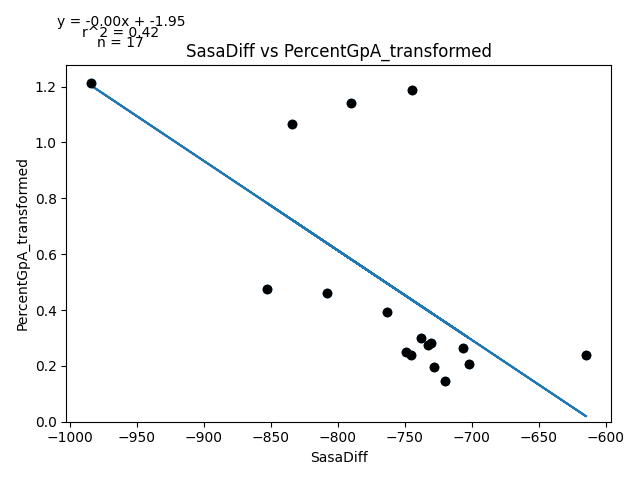 y = -0.00x + -1.95
r^2 = 0.42
n = 17
SasaDiff vs PercentGpA_transformed
PercentGpA_transformed
1.2
1.0
0.8
0.6
0.4
0.2
0.0
−1000 −950 −900 −850 −800 −750 −700 −650 −600
SasaDiff